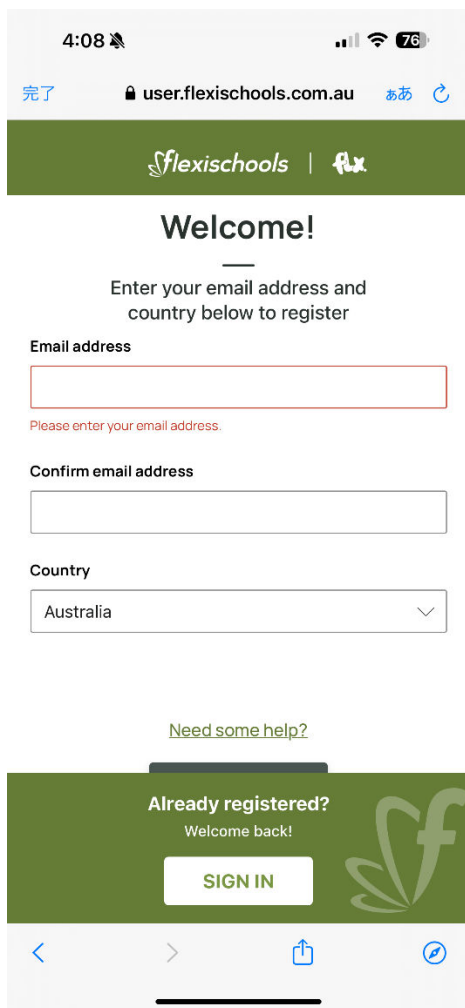 4:08
76
完了
user.flexischools.com.au
ぁあ
flexischools | flx
Welcome!
Enter your email address and
country below to register
Email address
Please enter your email address.
Confirm email address
Country
Australia
Need some help?
Already registered?
Welcome back!
SIGN IN